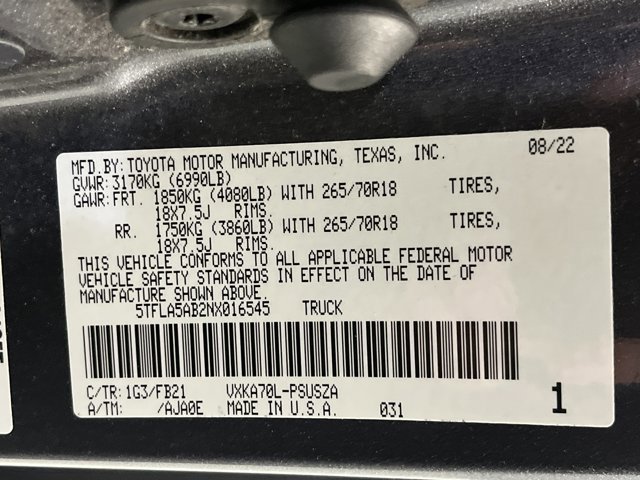 MFD.BY: TOYOTA MOTOR MANUFACTURING, TEXAS, INC. 08/22
GVWR: 3170KG (6990LB)
GAWR: FRT. 1850KG (4080LB) WITH 265/70R18 TIRES,
18X7.5J RIMS.
RR. 1750KG (3860LB) WITH 265/70R18 TIRES,
18X7.5J RIMS.
THIS VEHICLE CONFORMS TO ALL APPLICABLE FEDERAL MOTOR
VEHICLE SAFETY STANDARDS IN EFFECT ON THE DATE OF
MANUFACTURE SHOWN ABOVE.
5TFLA5AB2NX016545 TRUCK
C/TR: 1G3/FB21 VXKA70L-PSUSZA
A/TM: /AJA0E MADE IN U.S.A. 031 1